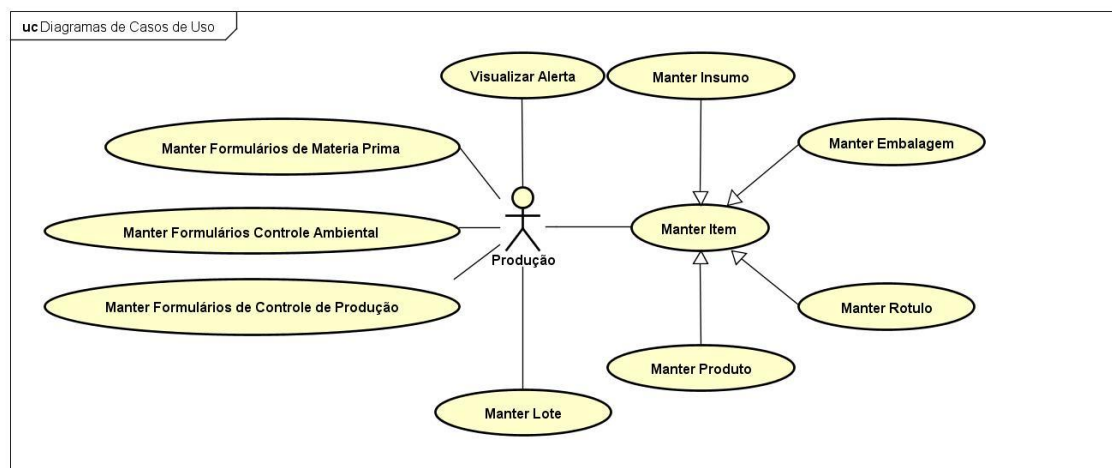 uc Diagramas de Casos de Uso
Visualizar Alerta
Manter Insumo
Manter Formulários de Materia Prima
Manter Embalagem
Manter Formulários Controle Ambiental
Manter Item
Produção
Manter Formulários de Controle de Produção
Manter Rotulo
Manter Produto
Manter Lote